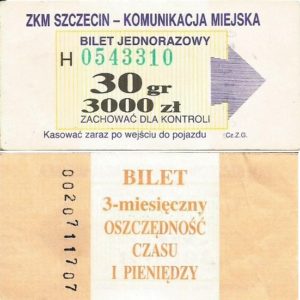 ZKM SZCZECIN – KOMUNIKACJA MIEJSKA
BILET JEDNORAZOWY
H 0543310
30 gr
3000 zł
ZACHOWAĆ DLA KONTROLI
Kasować zaraz po wejściu do pojazdu
Cz.Z.G.
0020711707
BILET
3-miesięczny
OSZCZĘDNOŚĆ
CZASU
I PIENIĘDZY